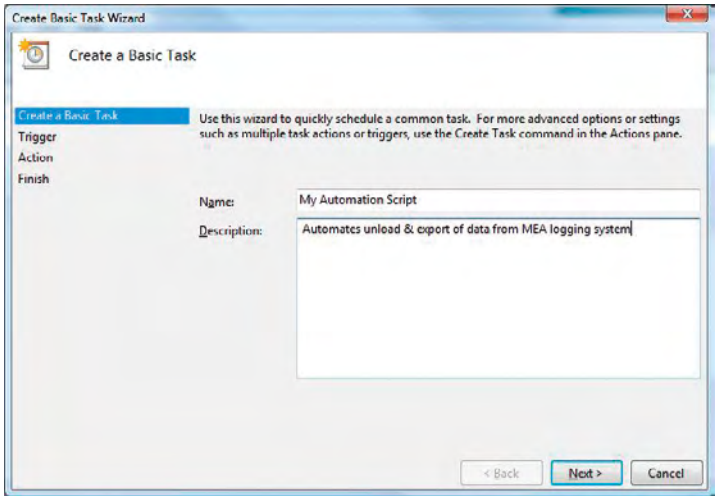 Create Basic Task Wizard
Create a Basic Task
Create a Basic Task
Trigger
Action
Finish
Use this wizard to quickly schedule a common task. For more advanced options or settings
such as multiple task actions or triggers, use the Create Task command in the Actions pane.
Name:
My Automation Script
Description:
Automates unload & export of data from MEA logging system
< Back
Next >
Cancel